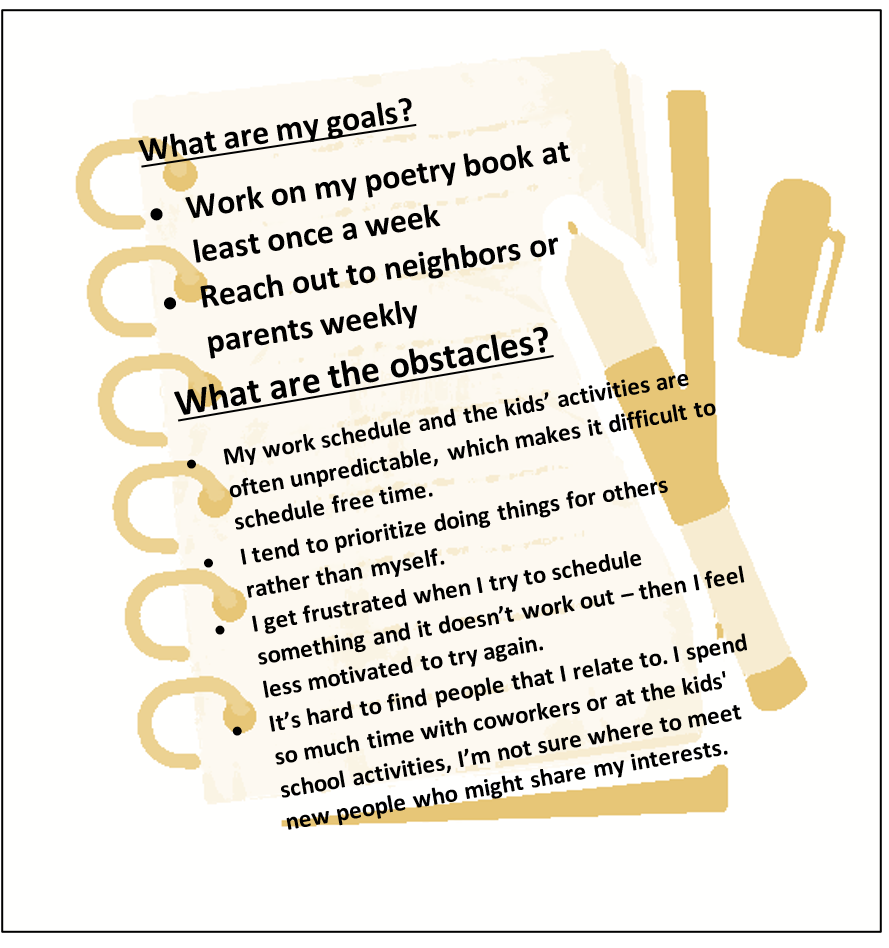 What are my goals?
• Work on my poetry book at
least once a week
• Reach out to neighbors or
parents weekly
What are the obstacles?
• My work schedule and the kids’ activities are
often unpredictable, which makes it difficult to
schedule free time.
• I tend to prioritize doing things for others
rather than myself.
• I get frustrated when I try to schedule
something and it doesn’t work out – then I feel
less motivated to try again.
• It’s hard to find people that I relate to. I spend
so much time with coworkers or at the kids'
school activities, I’m not sure where to meet
new people who might share my interests.